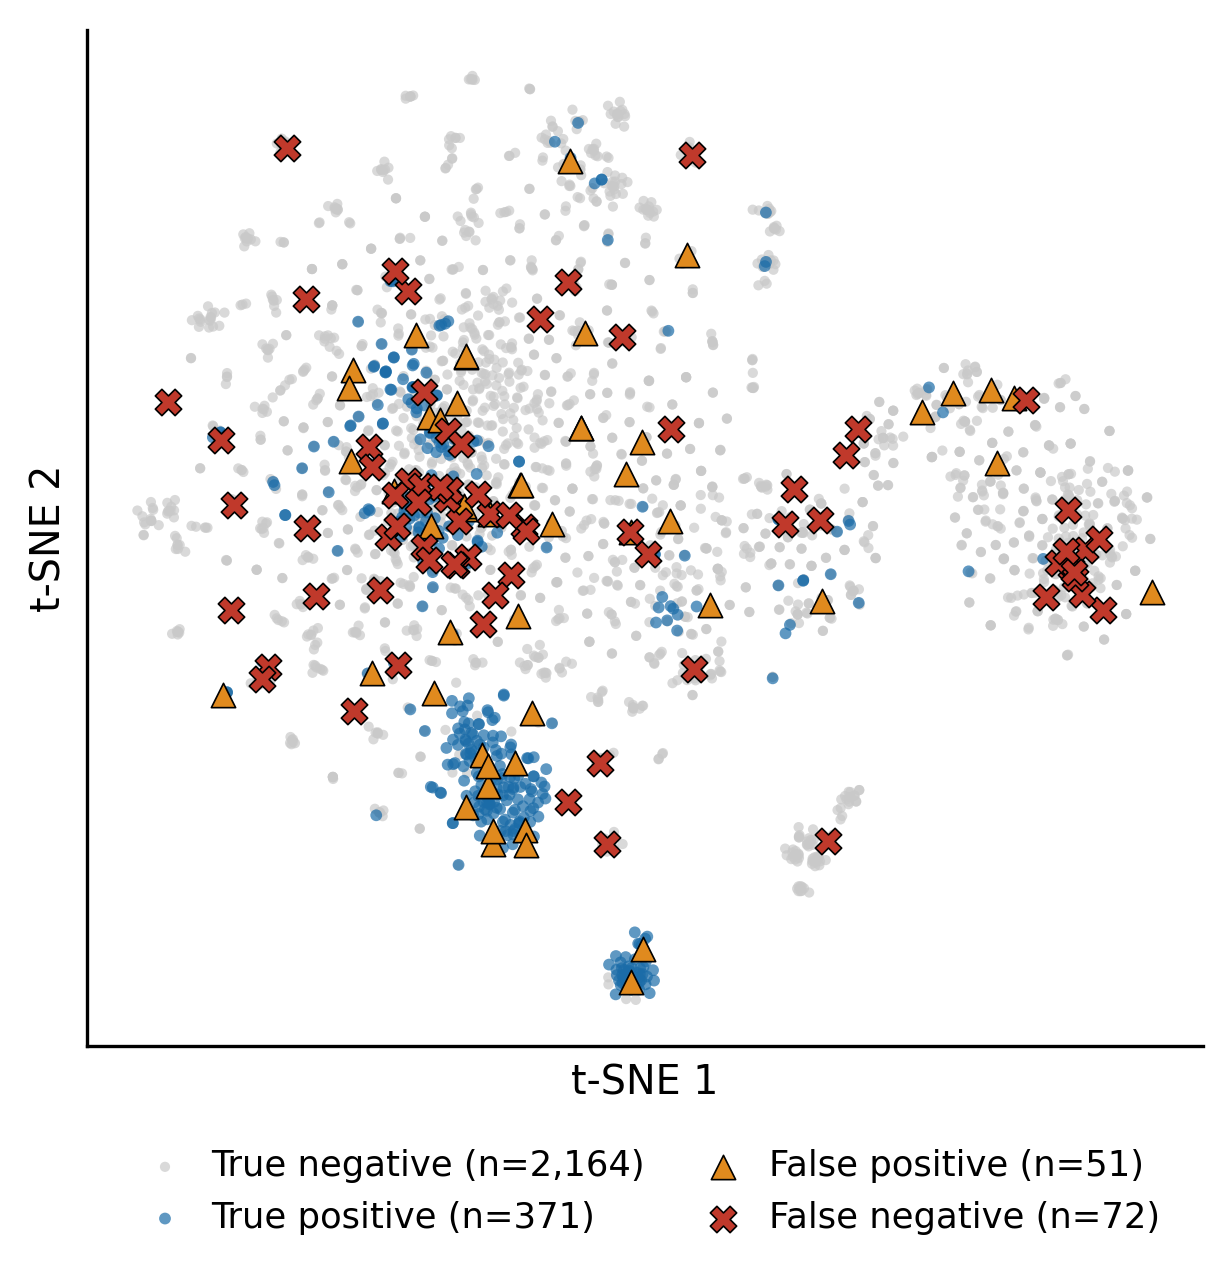 t-SNE 2
t-SNE 1
True negative (n=2,164)
True positive (n=371)
False positive (n=51)
False negative (n=72)